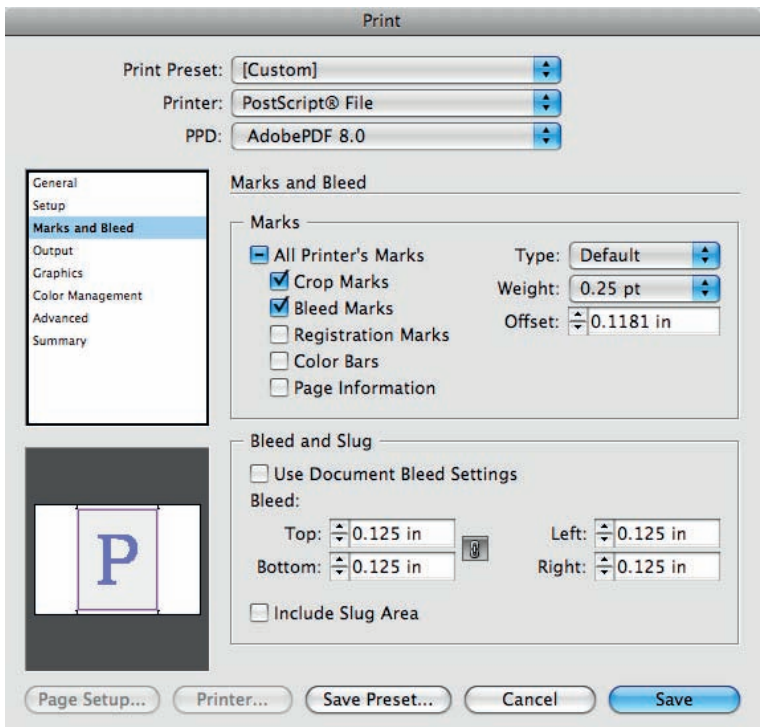 Print
Print Preset: [Custom]
Printer: PostScript® File
PPD: AdobePDF 8.0
General
Setup
Marks and Bleed
Output
Graphics
Color Management
Advanced
Summary
Marks and Bleed
Marks
All Printer's Marks
Crop Marks
Bleed Marks
Registration Marks
Color Bars
Page Information
Type: Default
Weight: 0.25 pt
Offset: 0.1181 in
Bleed and Slug
Use Document Bleed Settings
Bleed:
Top: 0.125 in
Bottom: 0.125 in
Left: 0.125 in
Right: 0.125 in
Include Slug Area
P
Page Setup...
Printer...
Save Preset...
Cancel
Save